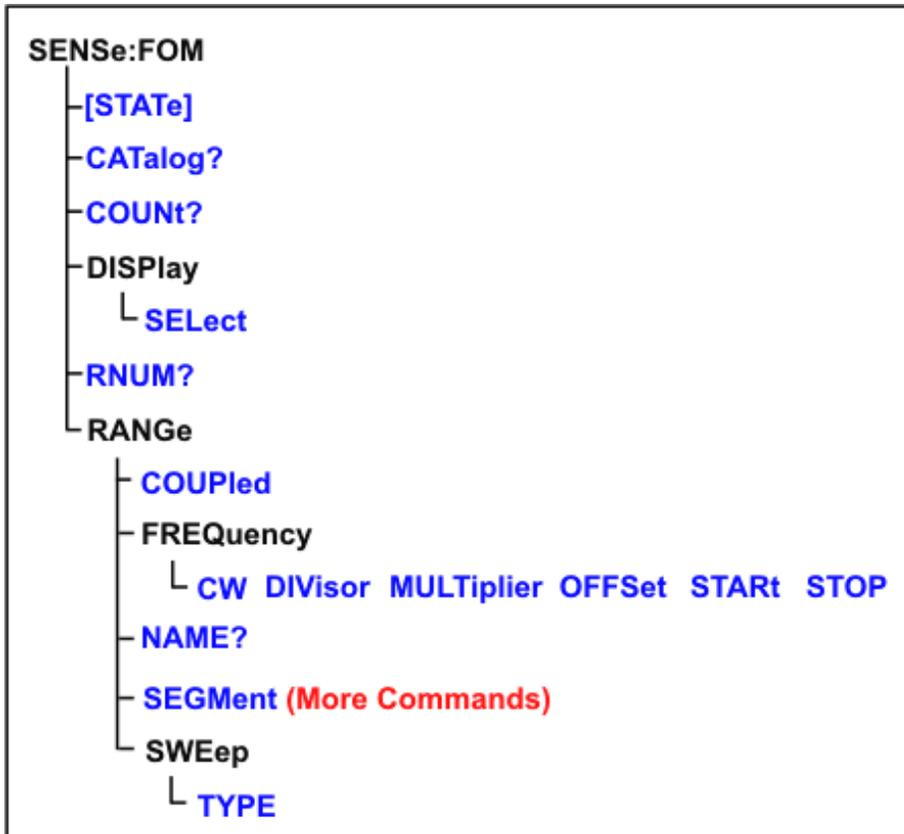 SENSe:FOM
[STATe]
CATalog?
COUNt?
DISPlay
SELect
RNUM?
RANGe
COUPled
FREQuency
CW DIVisor MULTiplier OFFSet STARt STOP
NAME?
SEGMent (More Commands)
SWEep
TYPE